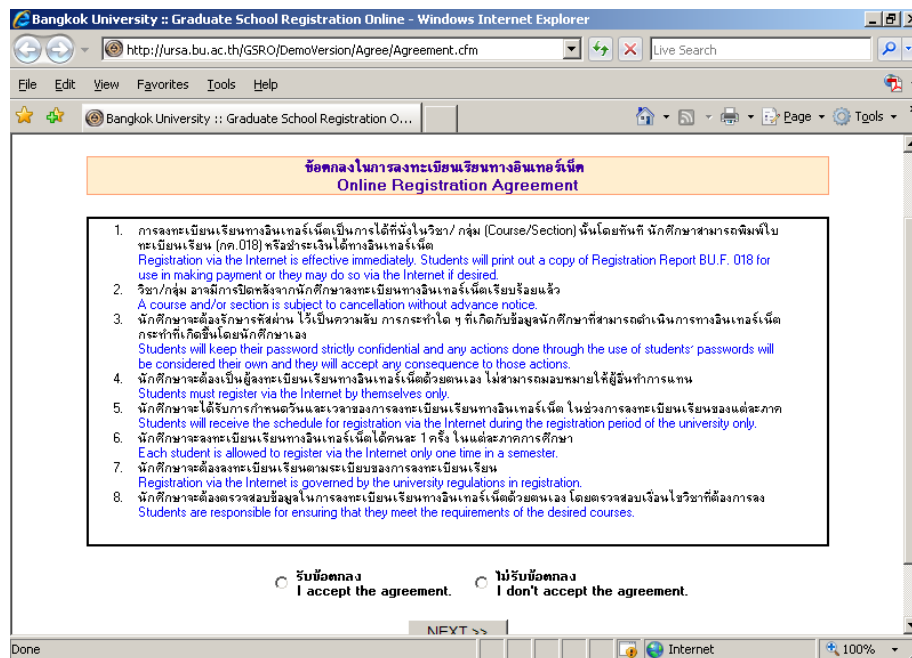 Bangkok University :: Graduate School Registration Online - Windows Internet Explorer
http://ursa.bu.ac.th/GSRO/DemoVersion/Agree/Agreement.cfm
Live Search
File Edit View Favorites Tools Help
Bangkok University :: Graduate School Registration O...
Page Tools
ข้อตกลงในการลงทะเบียนเรียนทางอินเทอร์เน็ต
Online Registration Agreement
1. การลงทะเบียนเรียนทางอินเทอร์เน็ตเป็นการได้ที่นั่งในวิชา/ กลุ่ม (Course/Section) นั้นโดยทันที นักศึกษาสามารถพิมพ์ใบ
ทะเบียนเรียน (กค.018) หรือชำระเงินได้ทางอินเทอร์เน็ต
Registration via the Internet is effective immediately. Students will print out a copy of Registration Report BU.F. 018 for
use in making payment or they may do so via the Internet if desired.
2. วิชา/กลุ่ม อาจมีการปิดหลังจากนักศึกษาลงทะเบียนทางอินเทอร์เน็ตเรียบร้อยแล้ว
A course and/or section is subject to cancellation without advance notice.
3. นักศึกษาจะต้องรักษารหัสผ่าน ไว้เป็นความลับ การกระทำใด ๆ ที่เกิดกับข้อมูลนักศึกษาที่สามารถดำเนินการทางอินเทอร์เน็ต
กระทำที่เกิดขึ้นโดยนักศึกษาเอง
Students will keep their password strictly confidential and any actions done through the use of students' passwords will
be considered their own and they will accept any consequence to those actions.
4. นักศึกษาจะต้องเป็นผู้ลงทะเบียนเรียนทางอินเทอร์เน็ตด้วยตนเอง ไม่สามารถมอบหมายให้ผู้อื่นทำการแทน
Students must register via the Internet by themselves only.
5. นักศึกษาจะได้รับการกำหนดวันและเวลาของการลงทะเบียนเรียนทางอินเทอร์เน็ต ในช่วงการลงทะเบียนเรียนของแต่ละภาค
Students will receive the schedule for registration via the Internet during the registration period of the university only.
6. นักศึกษาจะลงทะเบียนเรียนทางอินเทอร์เน็ตได้คนละ 1 ครั้ง ในแต่ละภาคการศึกษา
Each student is allowed to register via the Internet only one time in a semester.
7. นักศึกษาจะต้องลงทะเบียนเรียนตามระเบียบของการลงทะเบียนเรียน
Registration via the Internet is governed by the university regulations in registration.
8. นักศึกษาจะต้องตรวจสอบข้อมูลในการลงทะเบียนเรียนทางอินเทอร์เน็ตด้วยตนเอง โดยตรวจสอบเงื่อนไขวิชาที่ต้องการลง
Students are responsible for ensuring that they meet the requirements of the desired courses.
รับข้อตกลง ไม่รับข้อตกลง
I accept the agreement. I don't accept the agreement.
NEXT >>
Done Internet 100%